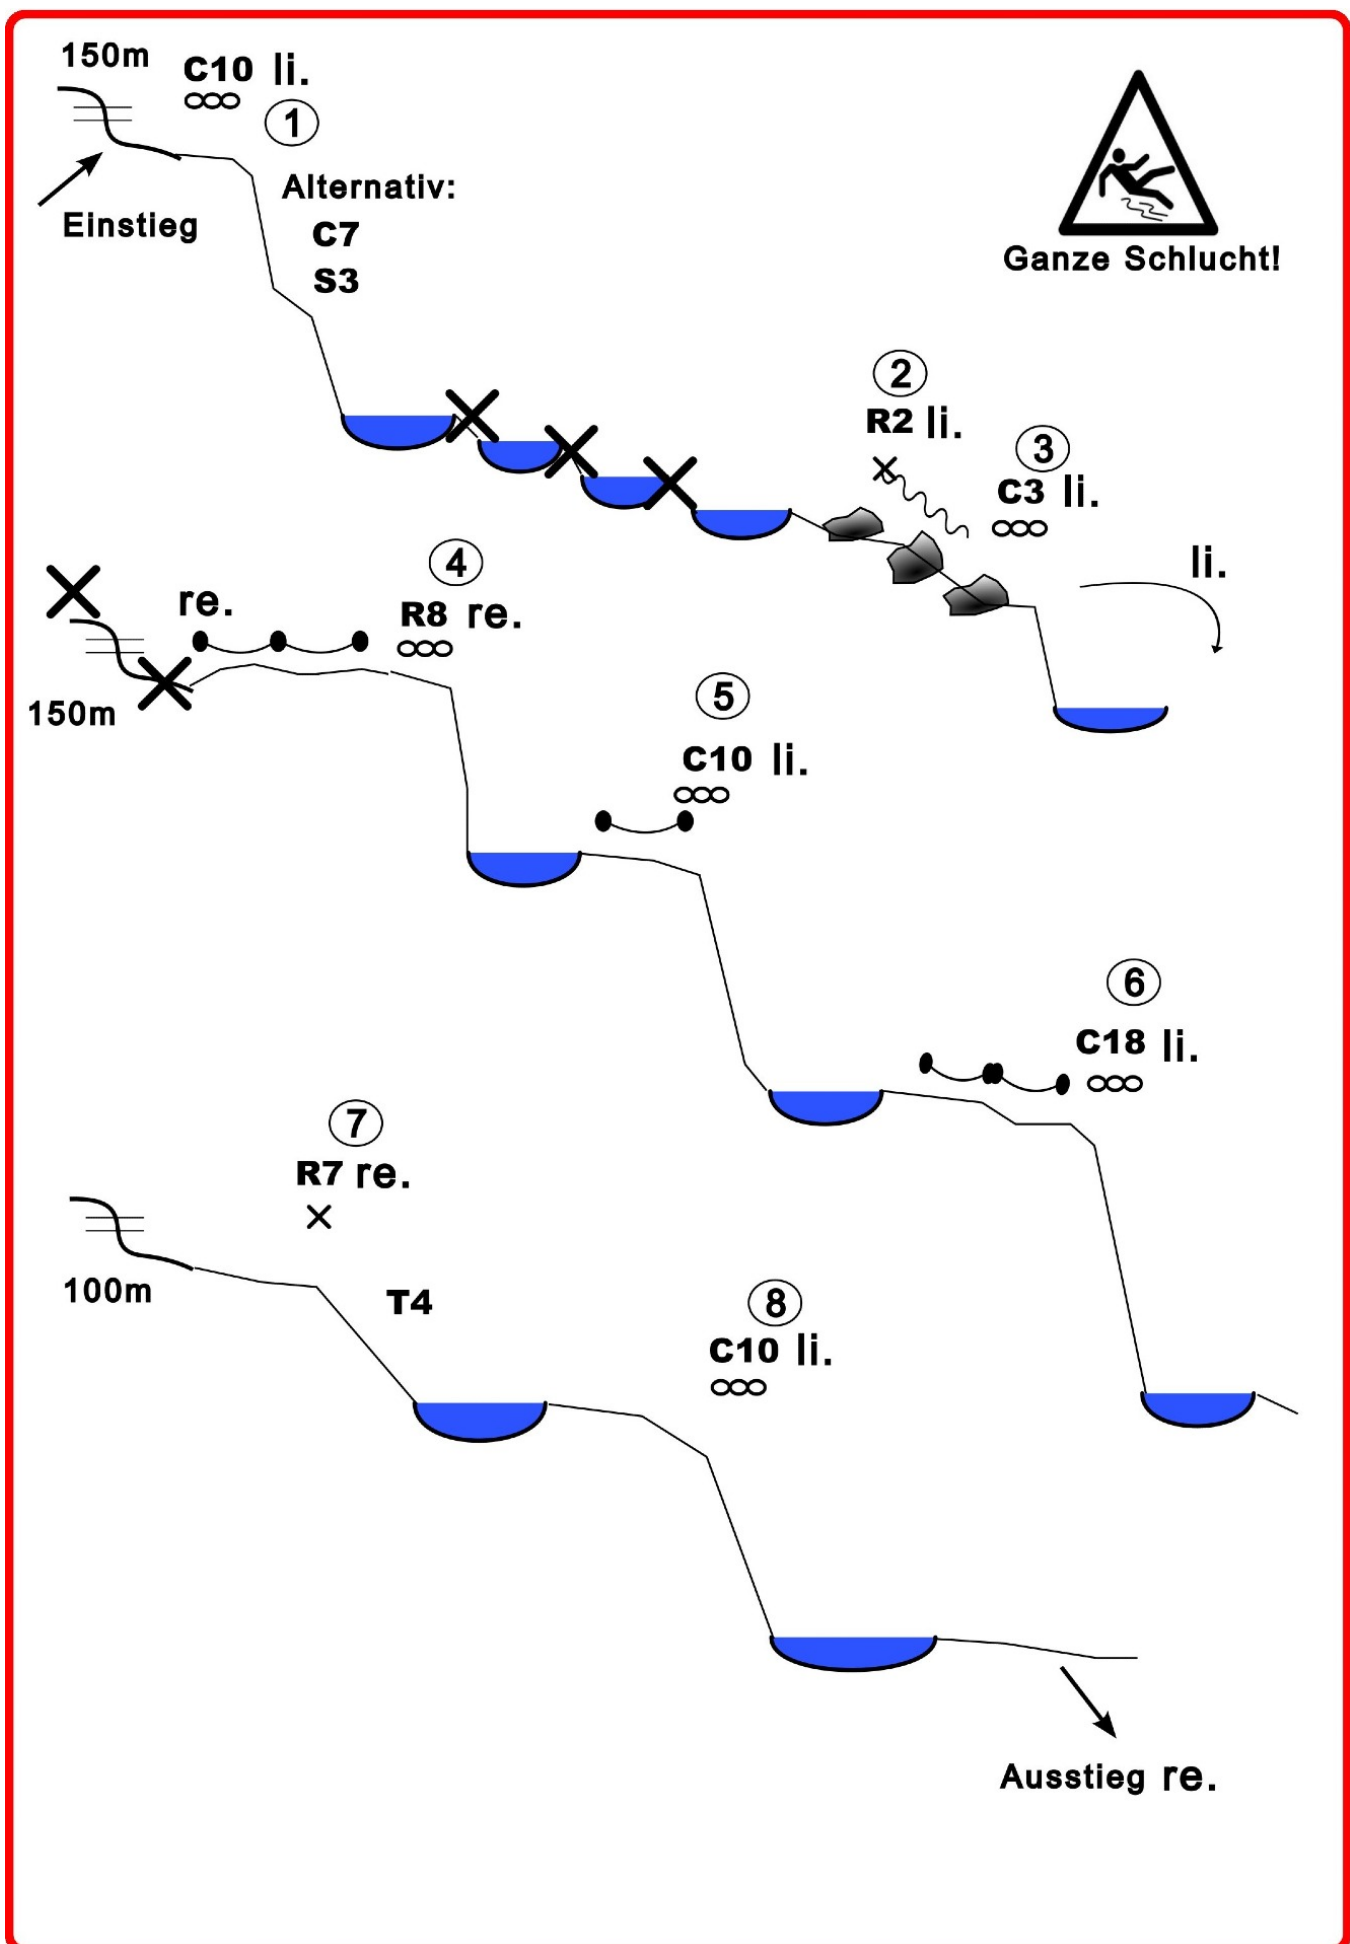 150m
C10 li.
1
Einstieg
Alternativ:
C7
S3
Ganze Schlucht!
2
R2 li.
3
C3 li.
li.
150m
re.
4
R8 re.
5
C10 li.
6
C18 li.
100m
7
R7 re.
T4
8
C10 li.
Ausstieg re.